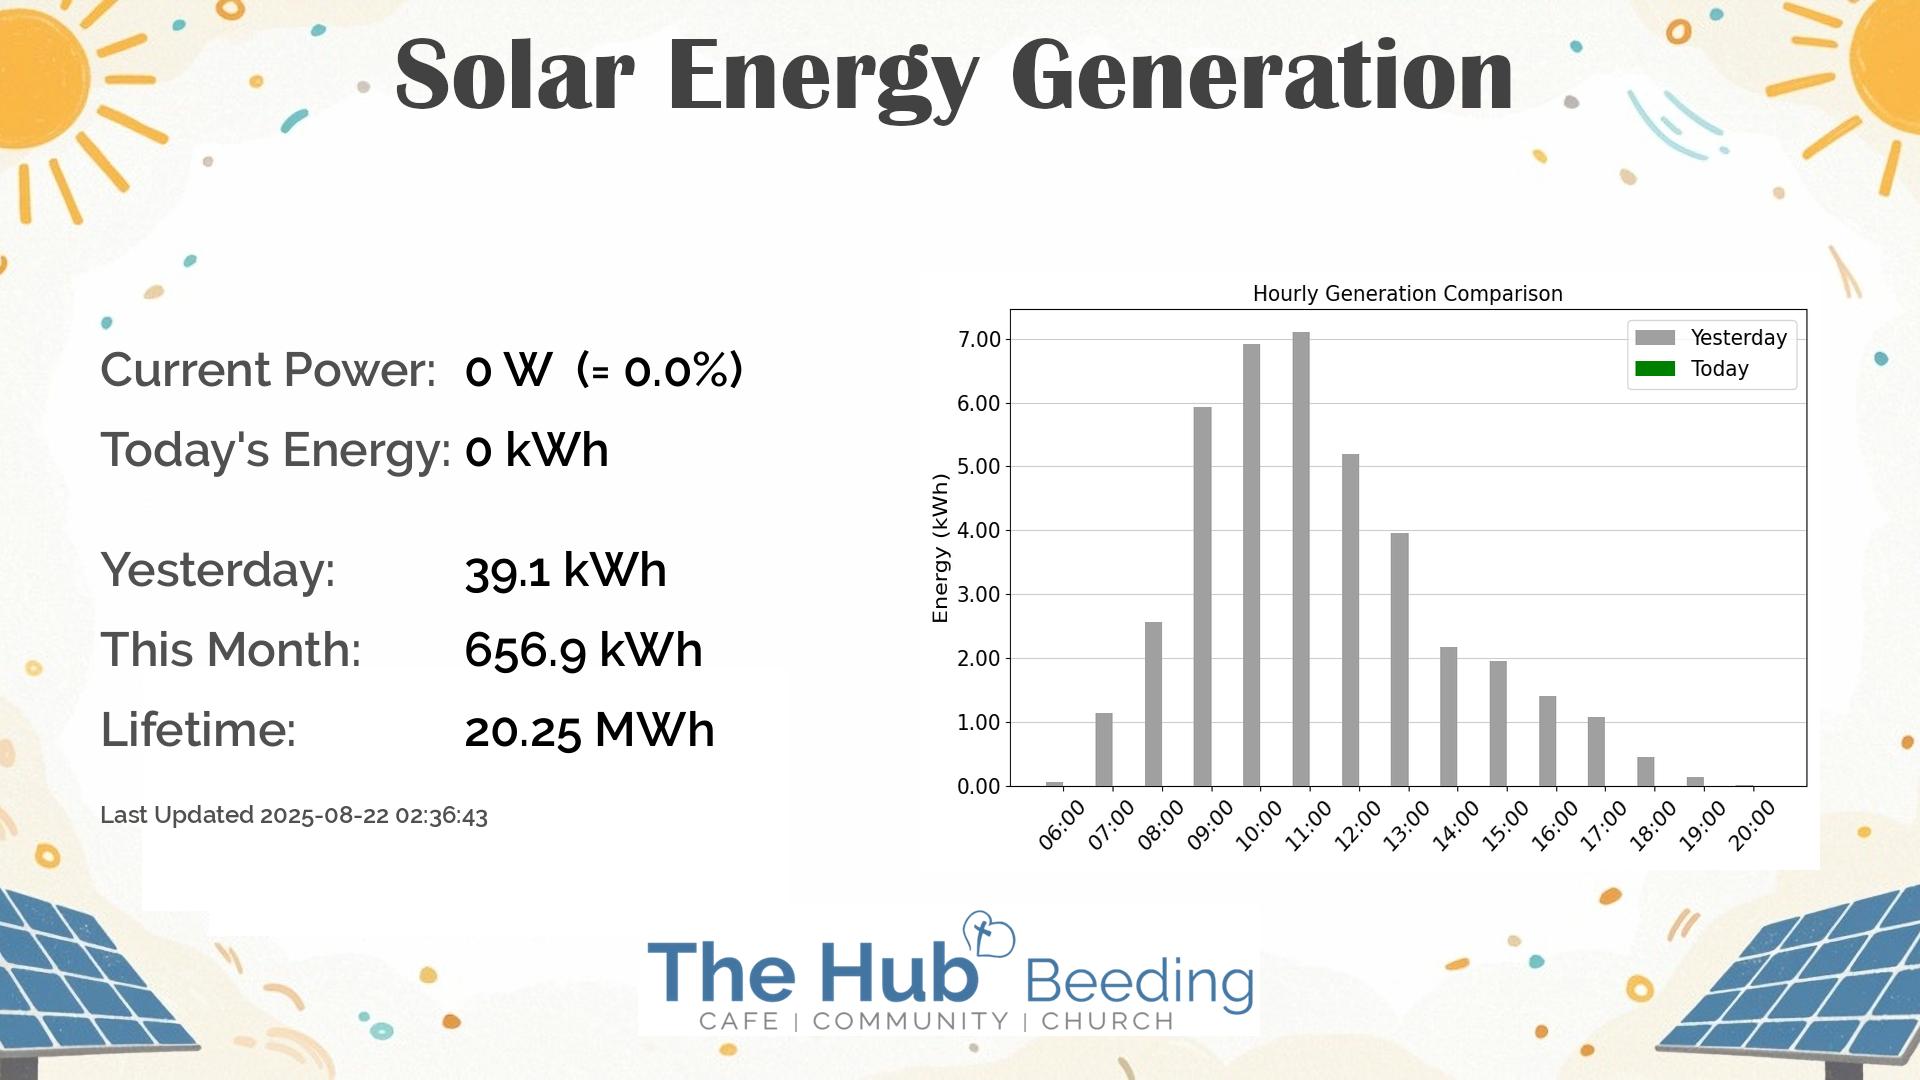 Solar Energy Generation
Current Power: 0 W (= 0.0%)
Today's Energy: 0 kWh
Yesterday: 39.1 kWh
This Month: 656.9 kWh
Lifetime: 20.25 MWh
Last Updated 2025-08-22 02:36:43
Hourly Generation Comparison
Yesterday
Today
Energy (kWh)
7.00
6.00
5.00
4.00
3.00
2.00
1.00
0.00
06:00 07:00 08:00 09:00 10:00 11:00 12:00 13:00 14:00 15:00 16:00 17:00 18:00 19:00 20:00
The Hub Beeding
CAFE | COMMUNITY | CHURCH